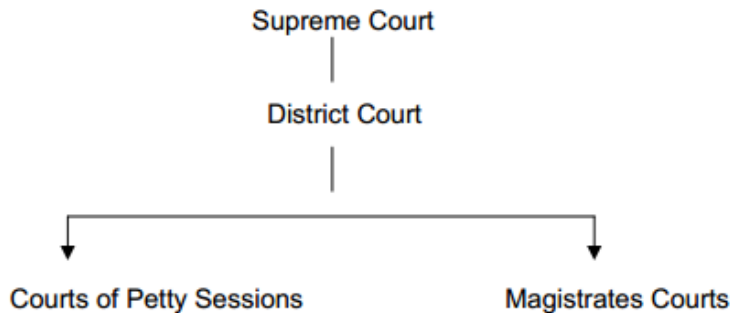 Supreme Court
District Court
Courts of Petty Sessions
Magistrates Courts